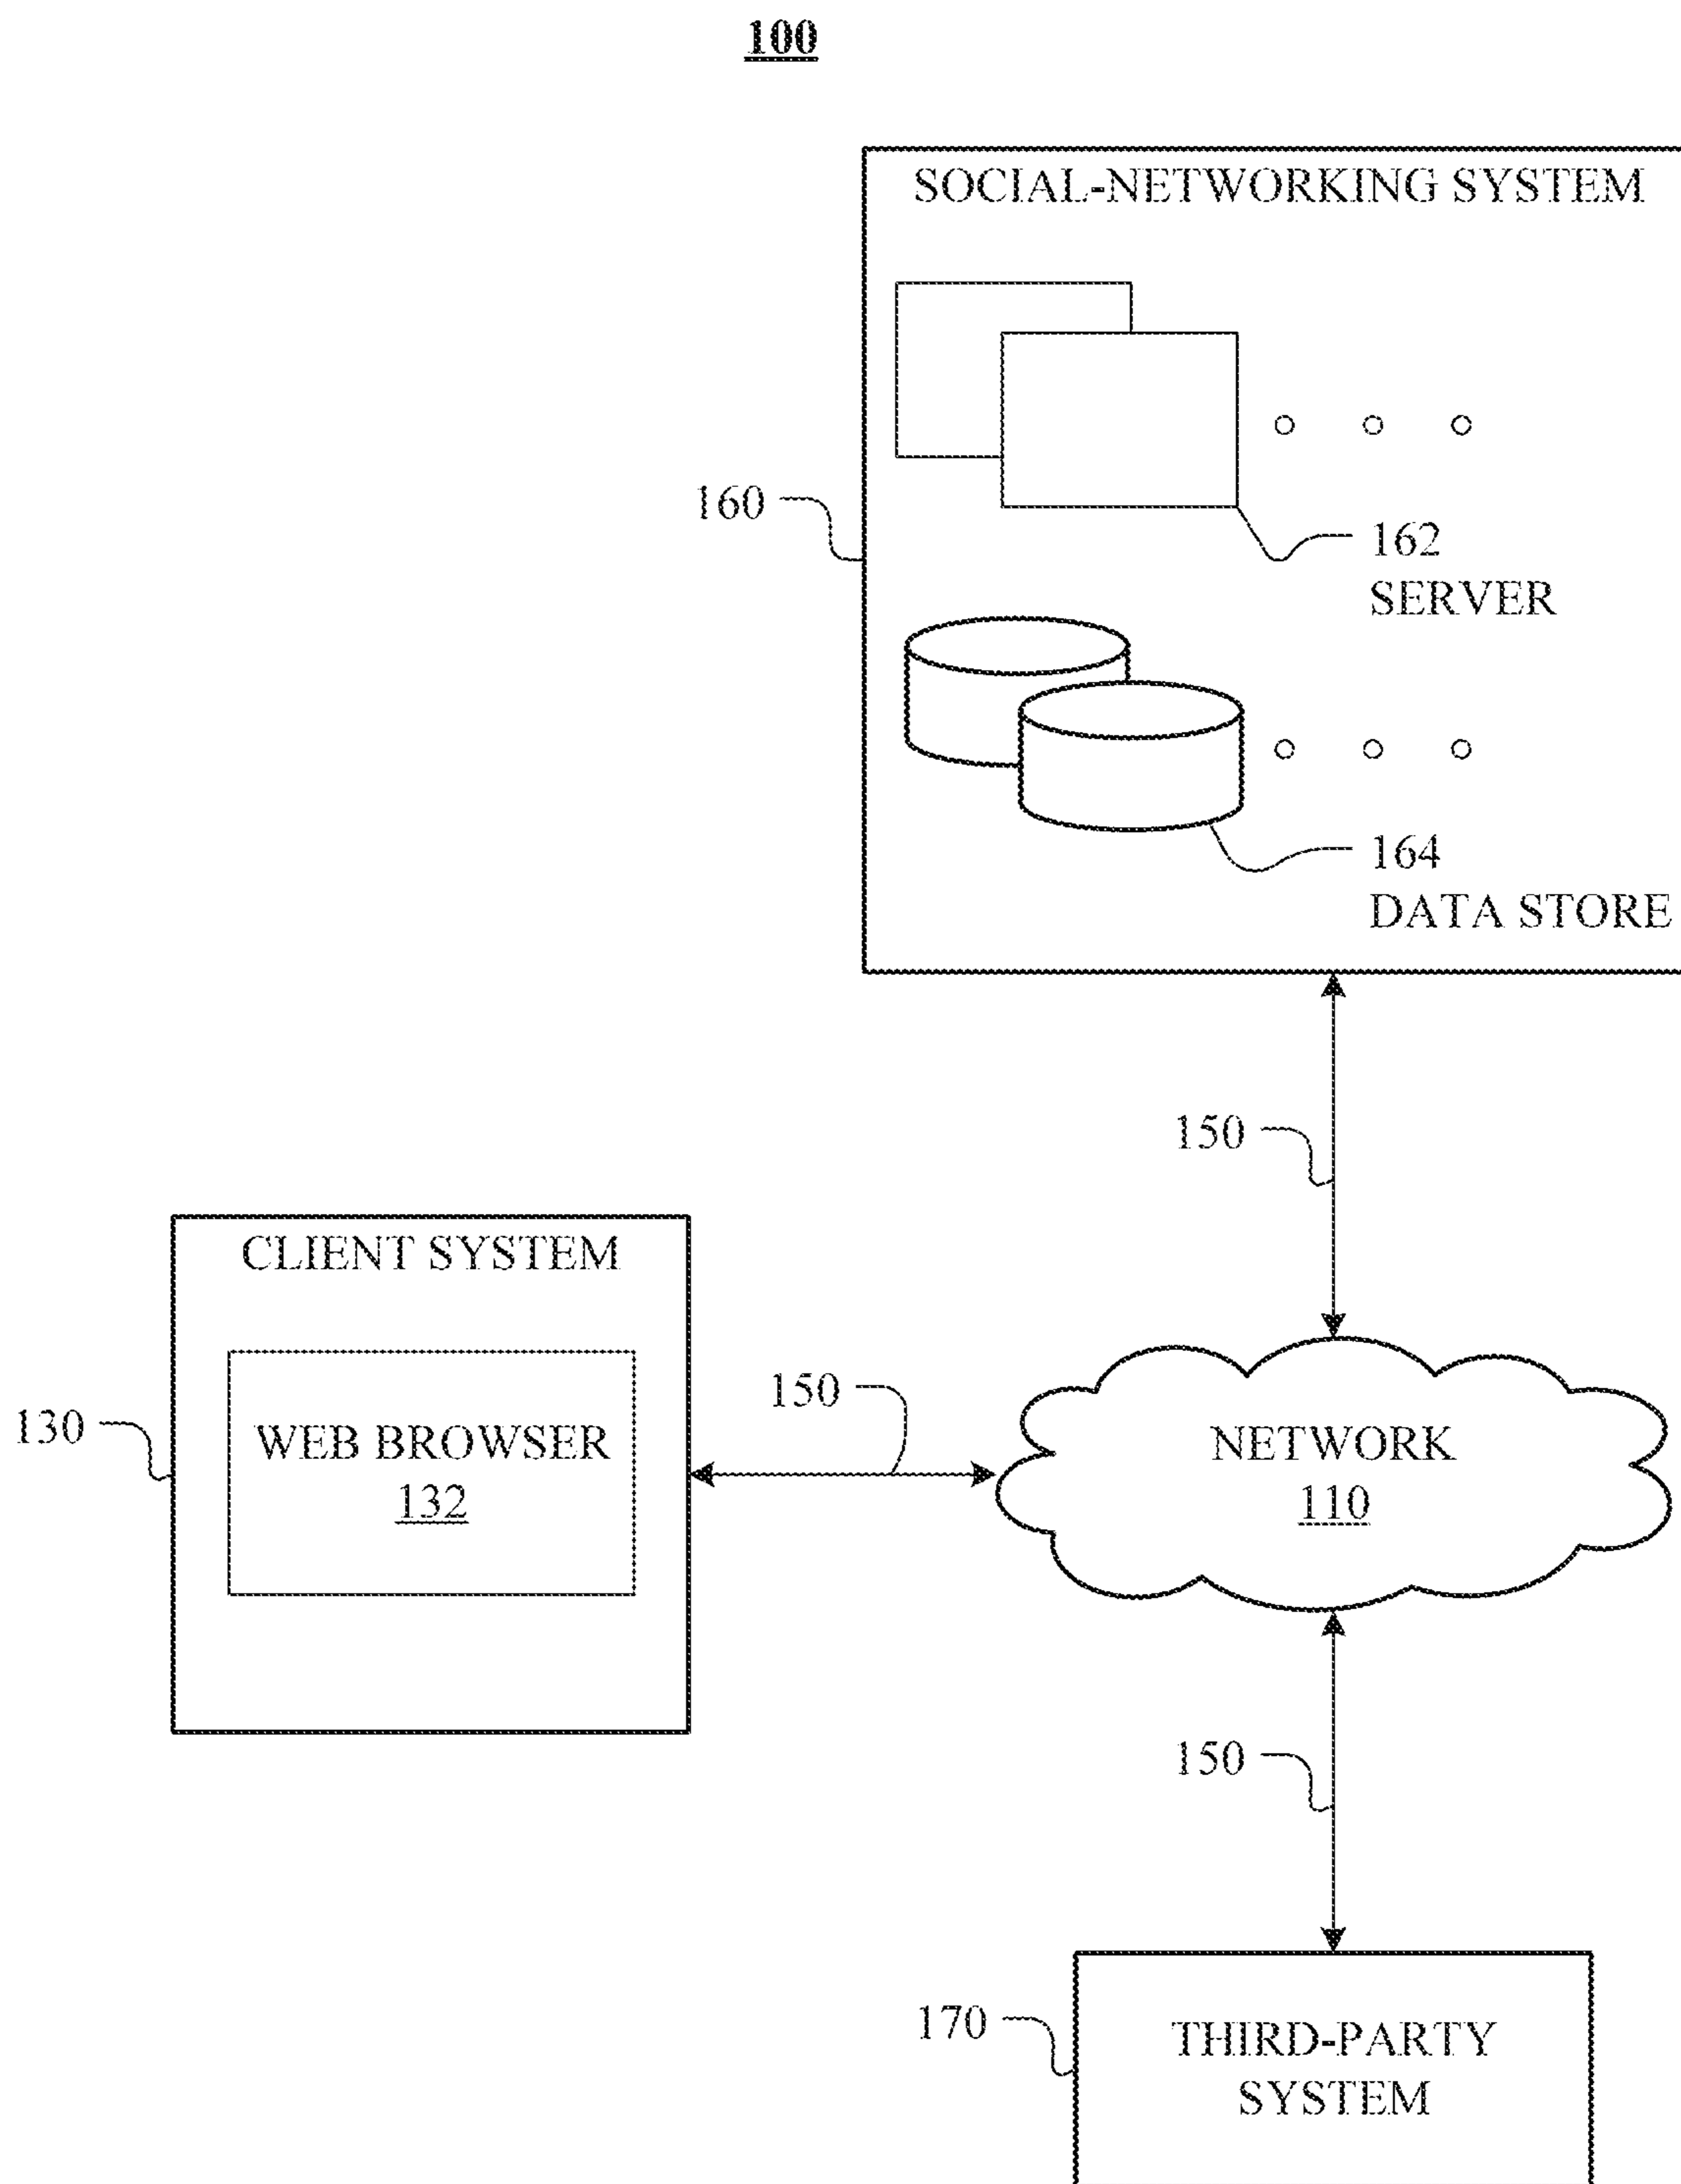 100
SOCIAL-NETWORKING SYSTEM
160
162
SERVER
164
DATA STORE
150
CLIENT SYSTEM
130
WEB BROWSER
132
150
NETWORK
110
150
170
THIRD-PARTY
SYSTEM